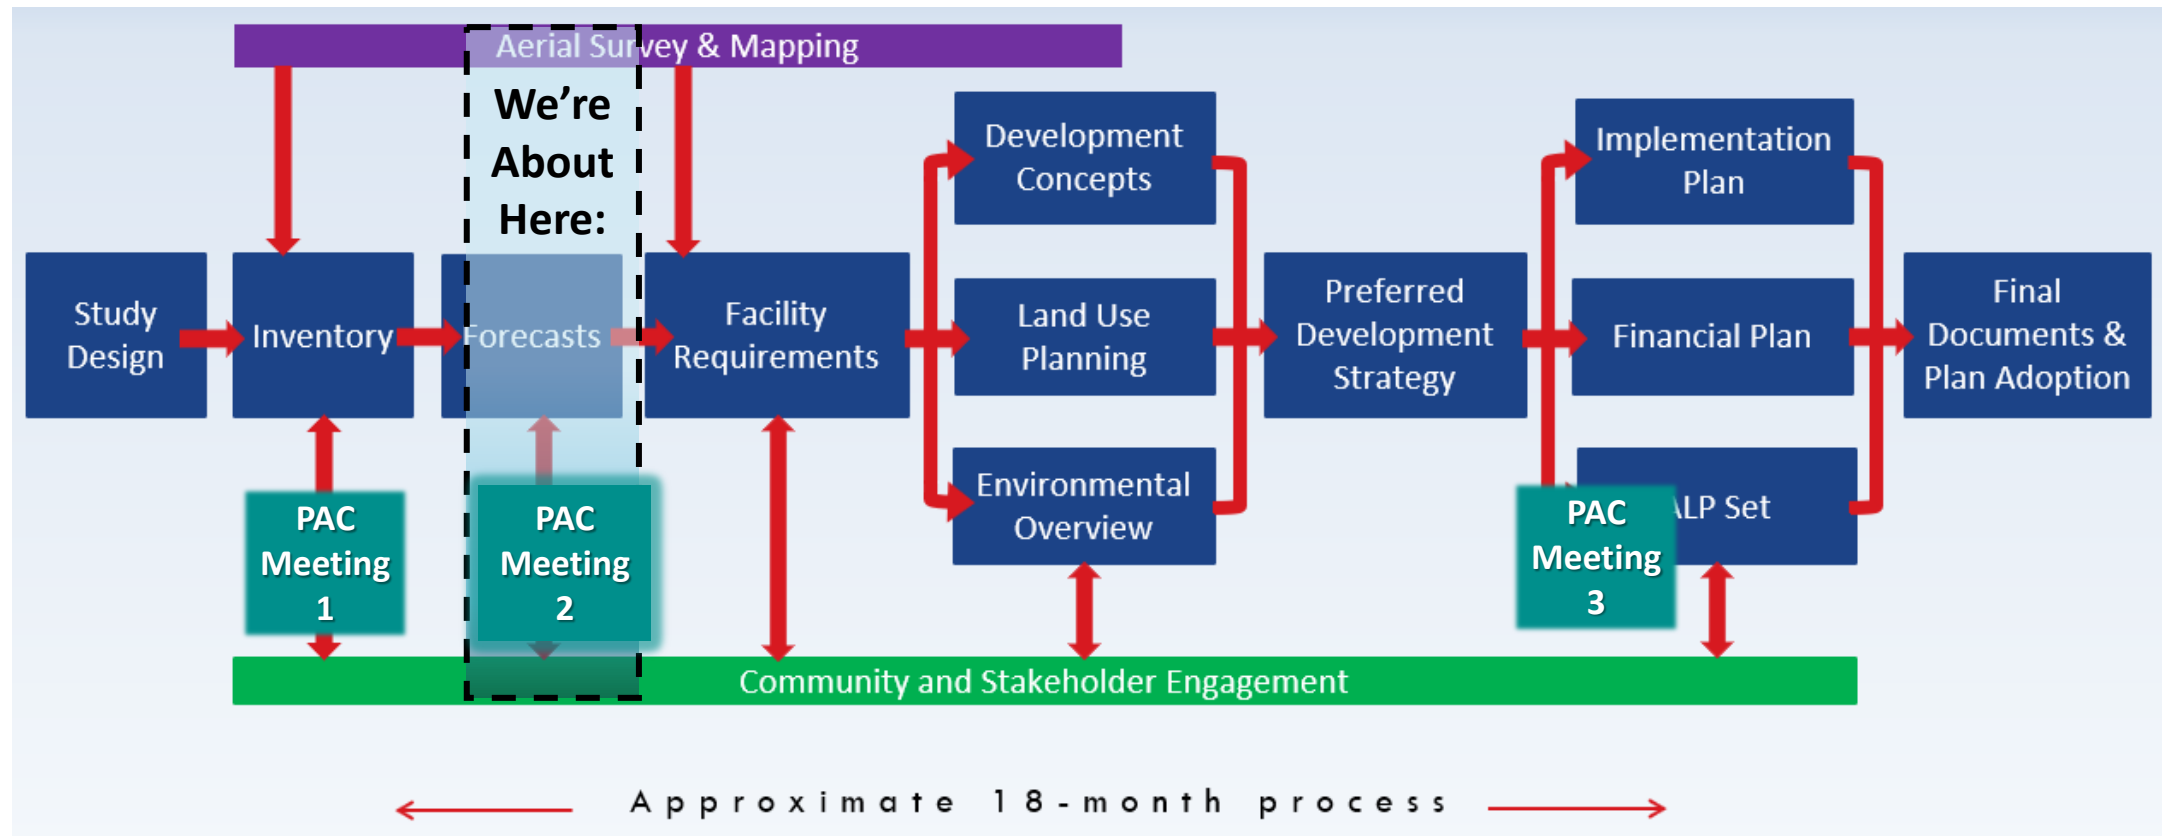 Aerial Survey & Mapping
We’re
About
Here:
Study
Design
Inventory
Forecasts
Facility
Requirements
Development
Concepts
Land Use
Planning
Environmental
Overview
Preferred
Development
Strategy
Implementation
Plan
Financial Plan
ALP Set
Final
Documents &
Plan Adoption
PAC
Meeting
1
PAC
Meeting
2
PAC
Meeting
3
Community and Stakeholder Engagement
Approximate 18-month process